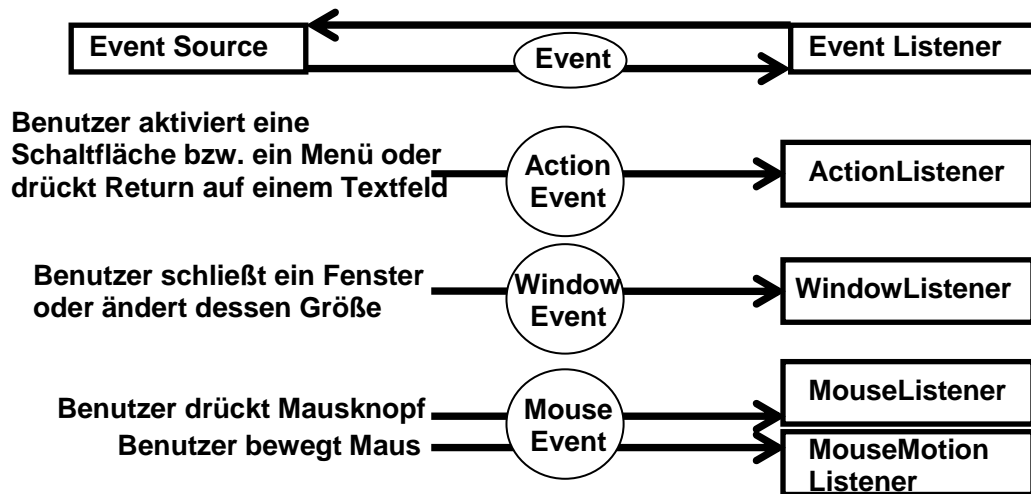 Event Source
Event
Event Listener
Benutzer aktiviert eine
Schaltfläche bzw. ein Menü oder
drückt Return auf einem Textfeld
Action
Event
ActionListener
Benutzer schließt ein Fenster
oder ändert dessen Größe
Window
Event
WindowListener
Benutzer drückt Mausknopf
Benutzer bewegt Maus
Mouse
Event
MouseListener
MouseMotion
Listener